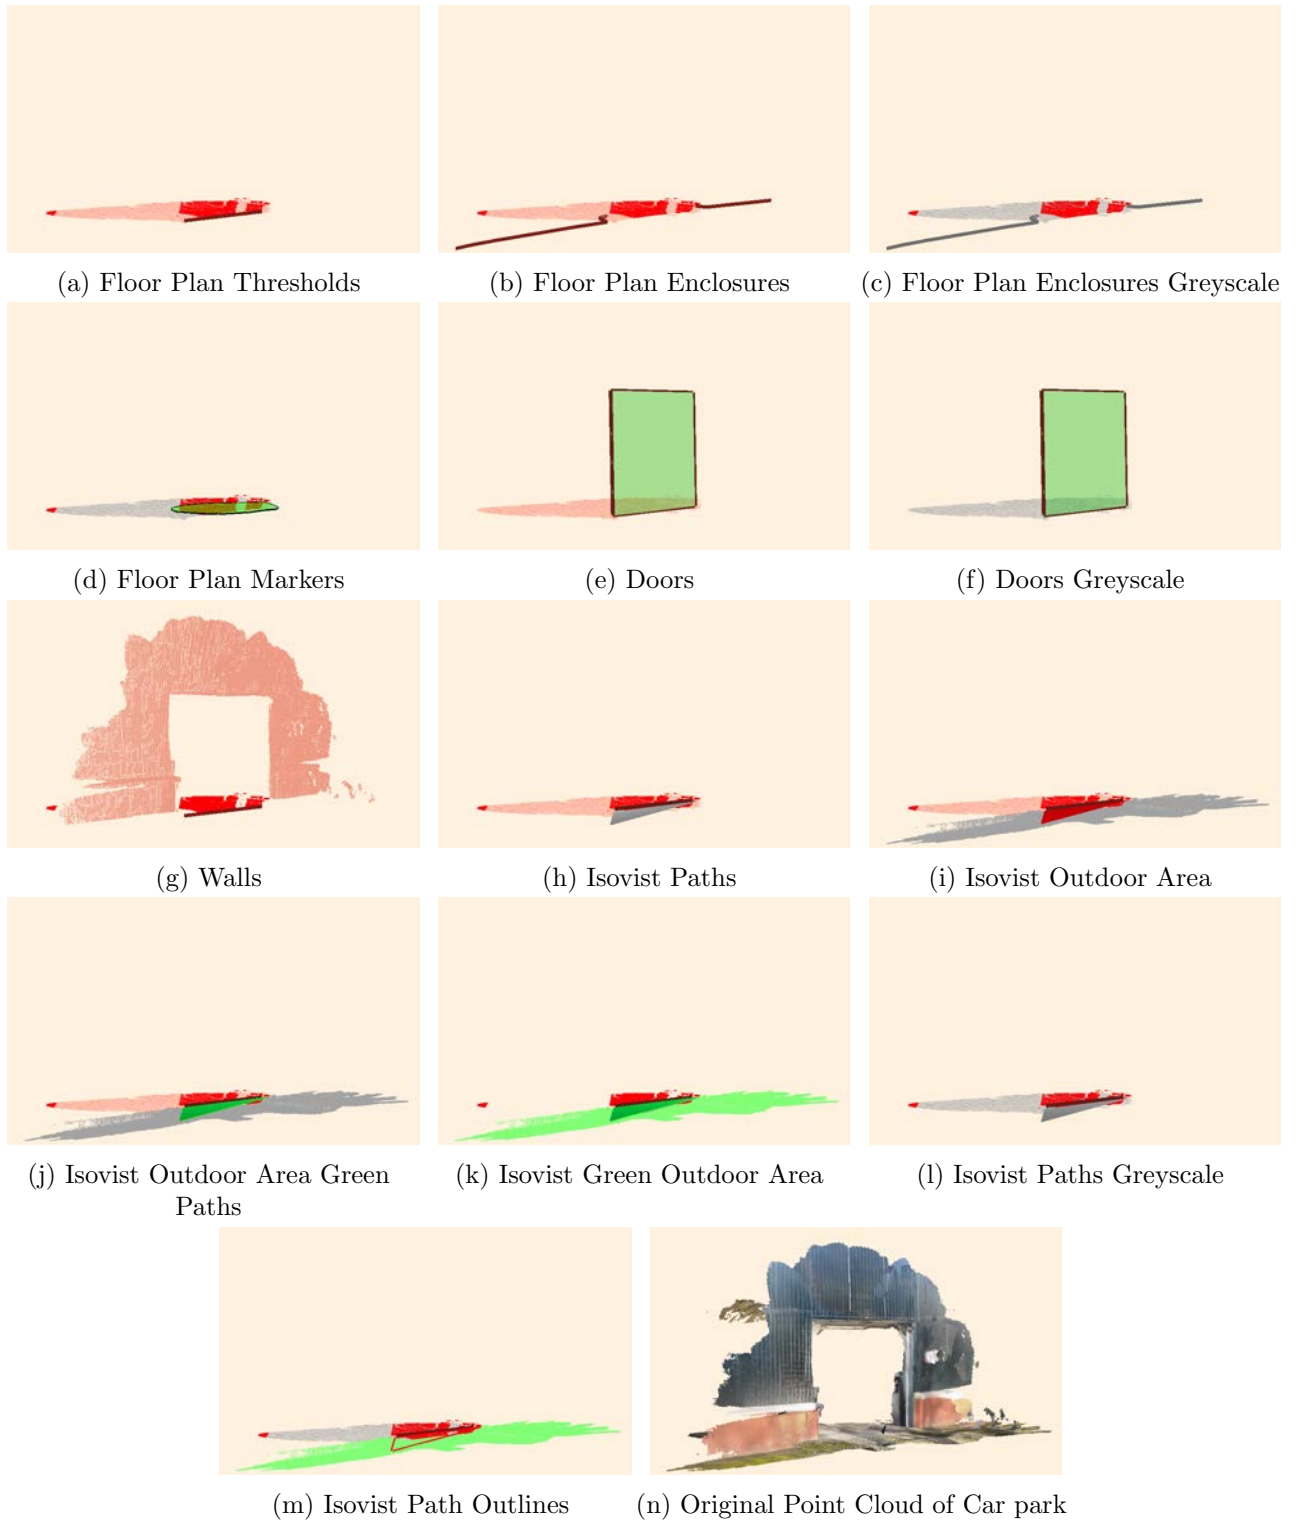 (a) Floor Plan Thresholds
(b) Floor Plan Enclosures
(c) Floor Plan Enclosures Greyscale
(d) Floor Plan Markers
(e) Doors
(f) Doors Greyscale
(g) Walls
(h) Isovist Paths
(i) Isovist Outdoor Area
(j) Isovist Outdoor Area Green
Paths
(k) Isovist Green Outdoor Area
(l) Isovist Paths Greyscale
(m) Isovist Path Outlines
(n) Original Point Cloud of Car park